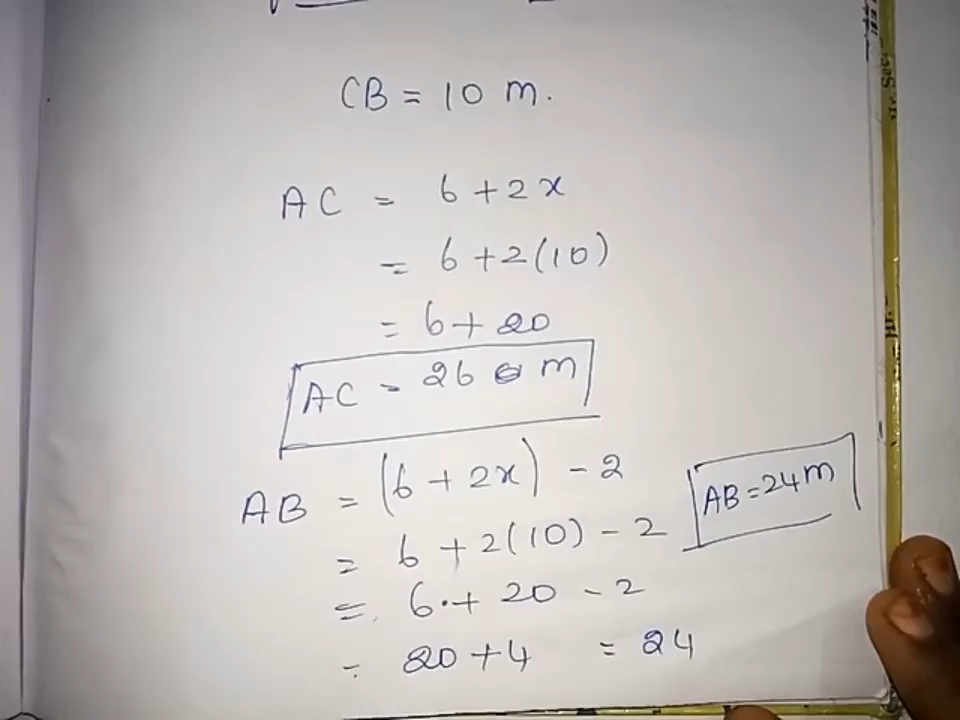 CB = 10 m.
AC = 6 + 2x
= 6 + 2(10)
= 6 + 20
AC = 26 m
AB = (6 + 2x) - 2
= 6 + 2(10) - 2
= 6 + 20 - 2
= 20 + 4 = 24
AB = 24m